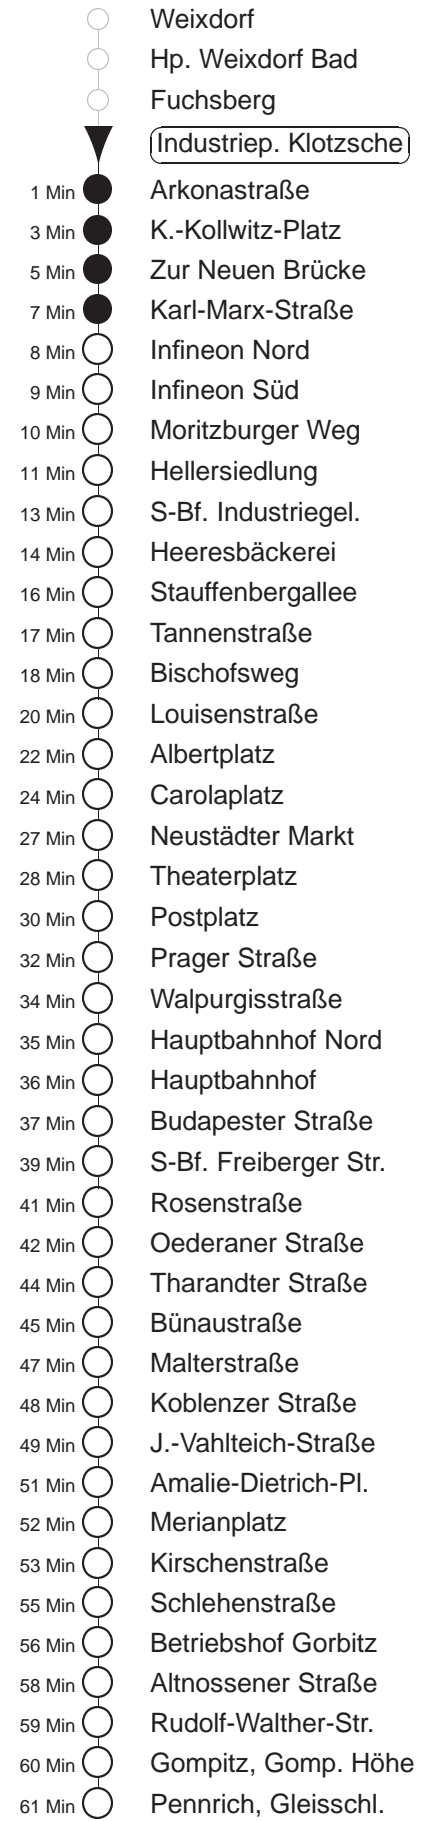 Weixdorf
Hp. Weixdorf Bad
Fuchsberg
Industriep. Klotzsche
1 Min Arkonastraße
3 Min K.-Kollwitz-Platz
5 Min Zur Neuen Brücke
7 Min Karl-Marx-Straße
8 Min Infineon Nord
9 Min Infineon Süd
10 Min Moritzburger Weg
11 Min Hellersiedlung
13 Min S-Bf. Industriegel.
14 Min Heeresbäckerei
16 Min Stauffenbergallee
17 Min Tannenstraße
18 Min Bischofsweg
20 Min Louisenstraße
22 Min Albertplatz
24 Min Carolaplatz
27 Min Neustädter Markt
28 Min Theaterplatz
30 Min Postplatz
32 Min Prager Straße
34 Min Walpurgisstraße
35 Min Hauptbahnhof Nord
36 Min Hauptbahnhof
37 Min Budapester Straße
39 Min S-Bf. Freiberger Str.
41 Min Rosenstraße
42 Min Oederaner Straße
44 Min Tharandter Straße
45 Min Bünaustraße
47 Min Malterstraße
48 Min Koblenzer Straße
49 Min J.-Vahlteich-Straße
51 Min Amalie-Dietrich-Pl.
52 Min Merianplatz
53 Min Kirschenstraße
55 Min Schlehenstraße
56 Min Betriebshof Gorbitz
58 Min Altnossener Straße
59 Min Rudolf-Walther-Str.
60 Min Gompitz, Gomp. Höhe
61 Min Pennrich, Gleisschl.